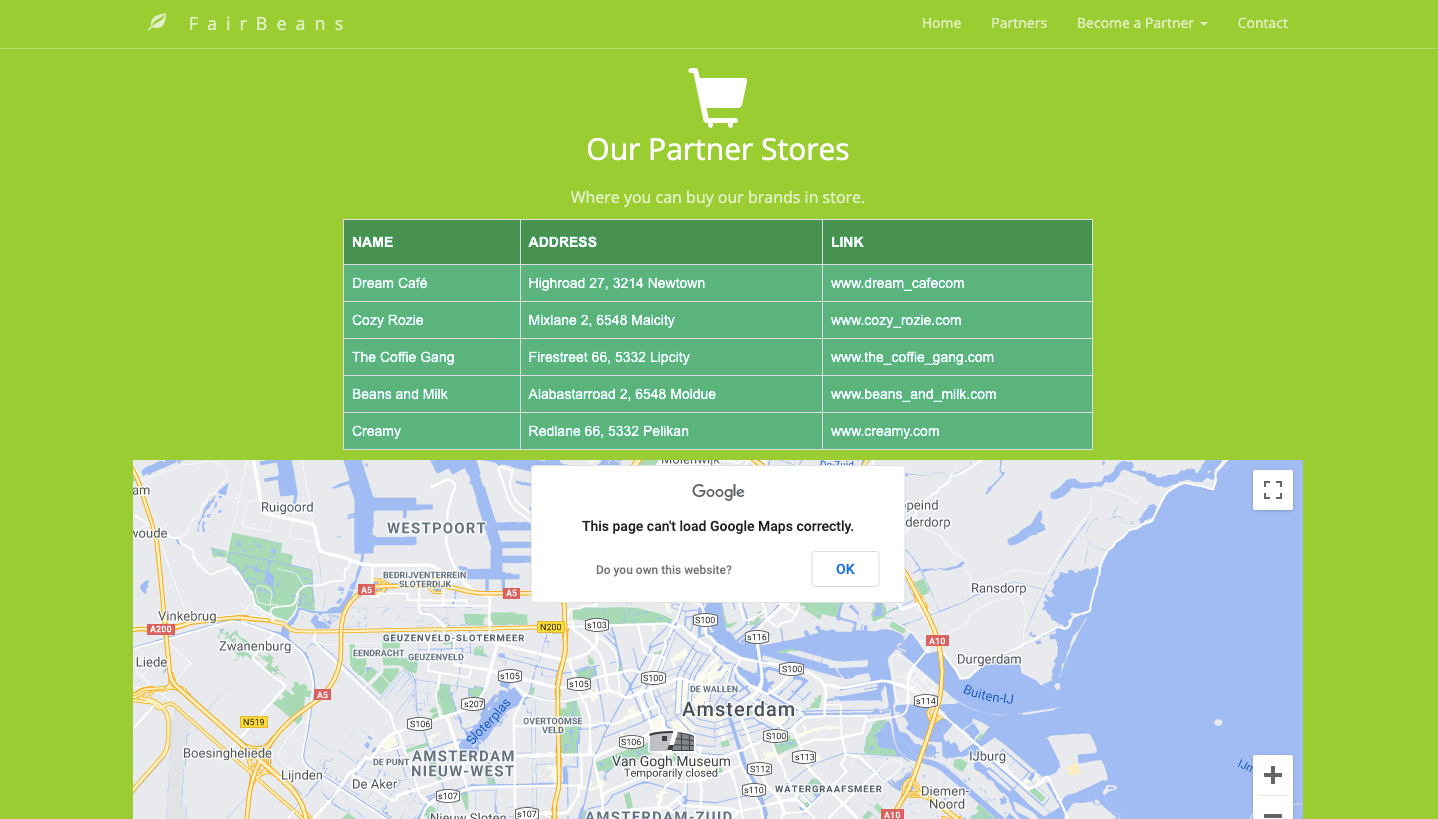 FairBeans
Home Partners Become a Partner Contact
Our Partner Stores
Where you can buy our brands in store.
NAME ADDRESS LINK
Dream Café Highroad 27, 3214 Newtown www.dream_cafecom
Cozy Rozie Mixlane 2, 6548 Maicity www.cozy_rozie.com
The Coffie Gang Firestreet 66, 5332 Lipcity www.the_coffie_gang.com
Beans and Milk Alabastarroad 2, 6548 Moldue www.beans_and_milk.com
Creamy Redlane 66, 5332 Pelikan www.creamy.com
Google
This page can't load Google Maps correctly.
Do you own this website? OK
Ruigoord
WESTPOORT
BEDRIJVENTERREIN
SLOTERDIJK
A5
A5
Ransdorp
Vinkebrug
A200
N200
s103
S100
s116
A10
GEUZENVELD-SLOTERMEER
Zwanenburg
EENDRACHT
GEUZENVELD
Liede
Durgerdam
s105
s105
S100
S100
DE WALLEN
A5
s207
Amsterdam
s114
Buiten-IJ
N519
S106
Sloterplas
OVERTOOMSE
VELD
S106
S100
Boesingheliede
DE PUNT
AMSTERDAM
NIEUW-WEST
Van Gogh Museum
Temporarily closed
s113
IJburg
Lijnden
De Aker
S112
s107
s110
WATERGRAAFSMEER
Diemen-
Noord
Nieuw Sloten
s107
AMSTERDAM-ZUID
A10